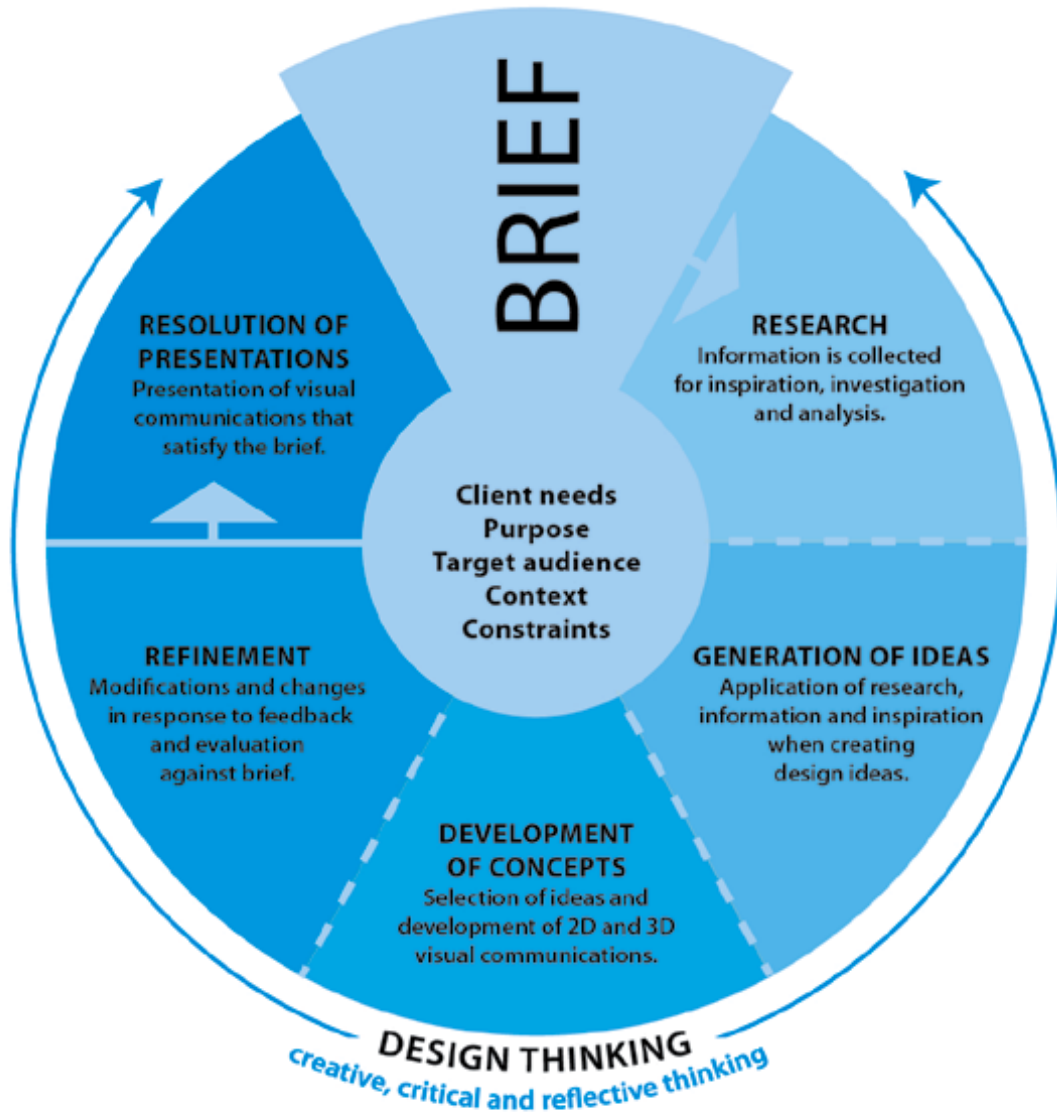 BRIEF
RESEARCH
Information is collected
for inspiration, investigation
and analysis.
GENERATION OF IDEAS
Application of research,
information and inspiration
when creating
design ideas.
DEVELOPMENT
OF CONCEPTS
Selection of ideas and
development of 2D and 3D
visual communications.
REFINEMENT
Modifications and changes
in response to feedback
and evaluation
against brief.
RESOLUTION OF
PRESENTATIONS
Presentation of visual
communications that
satisfy the brief.
Client needs
Purpose
Target audience
Context
Constraints
DESIGN THINKING
creative, critical and reflective thinking